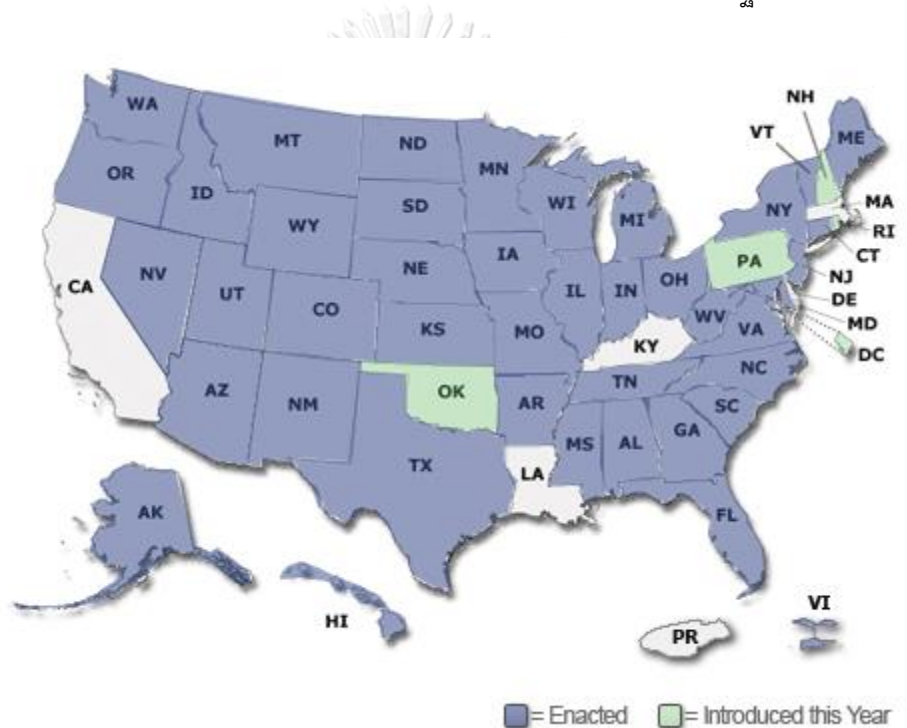 ஆ
WA
MT
ND
MN
OR
ID
SD
WI
MI
NH
VT
ME
NY
MA
RI
CT
WY
IA
NE
PA
NJ
CA
NV
UT
CO
IL
IN
OH
DE
MD
DC
KS
MO
KY
WV
VA
AZ
NM
OK
AR
TN
NC
SC
MS
AL
GA
TX
LA
AK
FL
HI
PR
VI
= Enacted = Introduced this Year